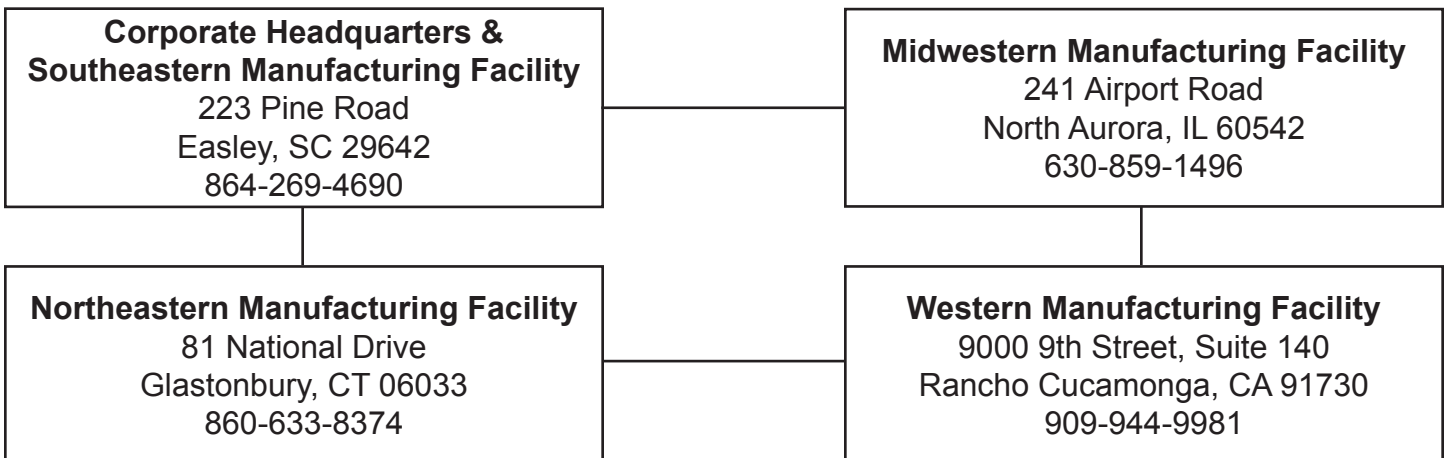 Corporate Headquarters &
Southeastern Manufacturing Facility
223 Pine Road
Easley, SC 29642
864-269-4690
Midwestern Manufacturing Facility
241 Airport Road
North Aurora, IL 60542
630-859-1496
Northeastern Manufacturing Facility
81 National Drive
Glastonbury, CT 06033
860-633-8374
Western Manufacturing Facility
9000 9th Street, Suite 140
Rancho Cucamonga, CA 91730
909-944-9981